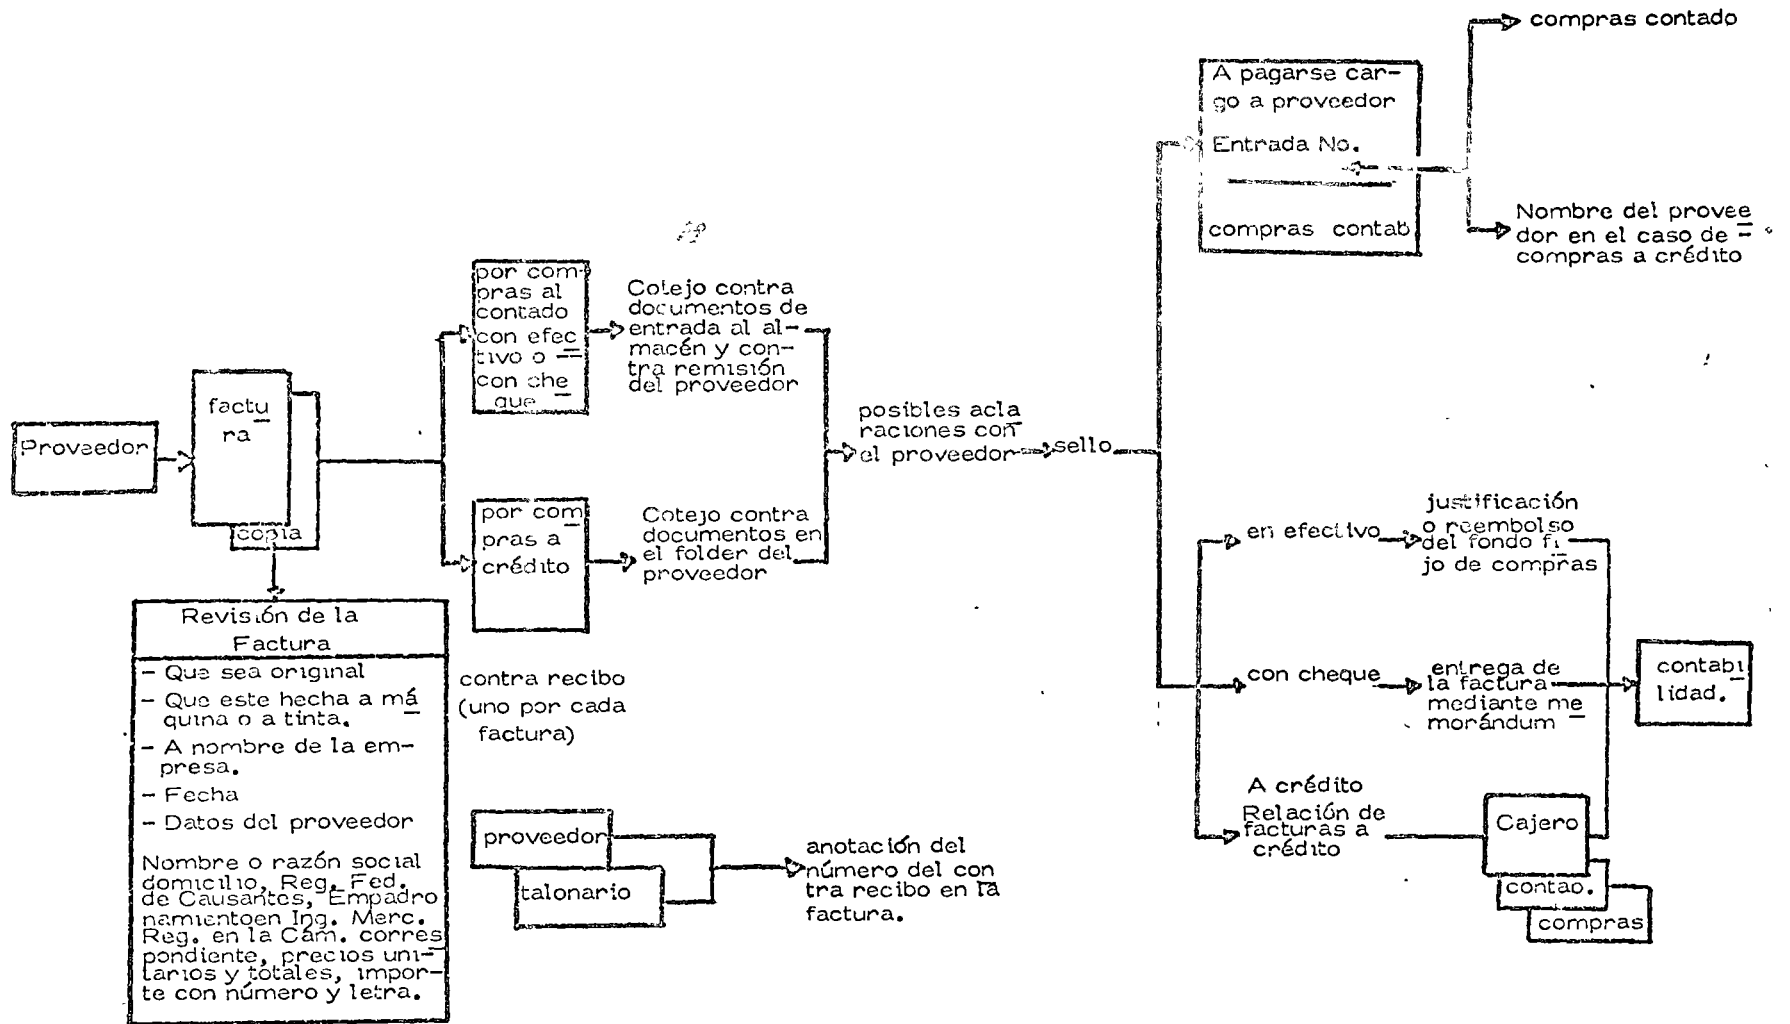 Proveedor
factu
ra
copia
Revisión de la
Factura
- Que sea original
- Que este hecha a má
quina o a tinta.
- A nombre de la em-
presa.
- Fecha
- Datos del proveedor
Nombre o razón social
domicilio, Reg. Fed.
de Causantes, Empadro
namientoen Ing. Merc.
Reg. en la Cám. corres
pondiente, precios uni-
tarios y totales, impor-
te con número y letra.
por com-
pras al
contado
con efec
tivo o
con che
que
Cotejo contra
documentos de
entrada al al-
macén y con-
tra remisión
del proveedor
por com
pras a
crédito
Cotejo contra
documentos en
el folder del
proveedor
contra recibo
(uno por cada
factura)
proveedor
talonario
anotación del
número del con
tra recibo en la
factura.
posibles acla
raciones con
el proveedor
sello
A pagarse car-
go a proveedor
Entrada No.
compras contab
compras contado
Nombre del provee
dor en el caso de
compras a crédito
en efectivo
justificación
o reembolso
del fondo fi
jo de compras
con cheque
entrega de
la factura
mediante me
morándum
A crédito
Relación de
facturas a
crédito
Cajero
contab.
compras
contabi
lidad.